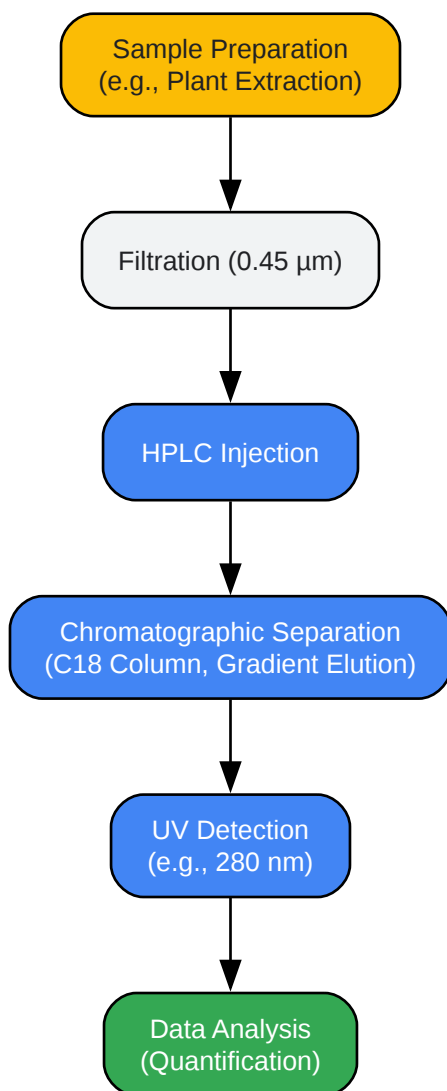 Sample Preparation
(e.g., Plant Extraction)
Filtration (0.45 µm)
HPLC Injection
Chromatographic Separation
(C18 Column, Gradient Elution)
UV Detection
(e.g., 280 nm)
Data Analysis
(Quantification)